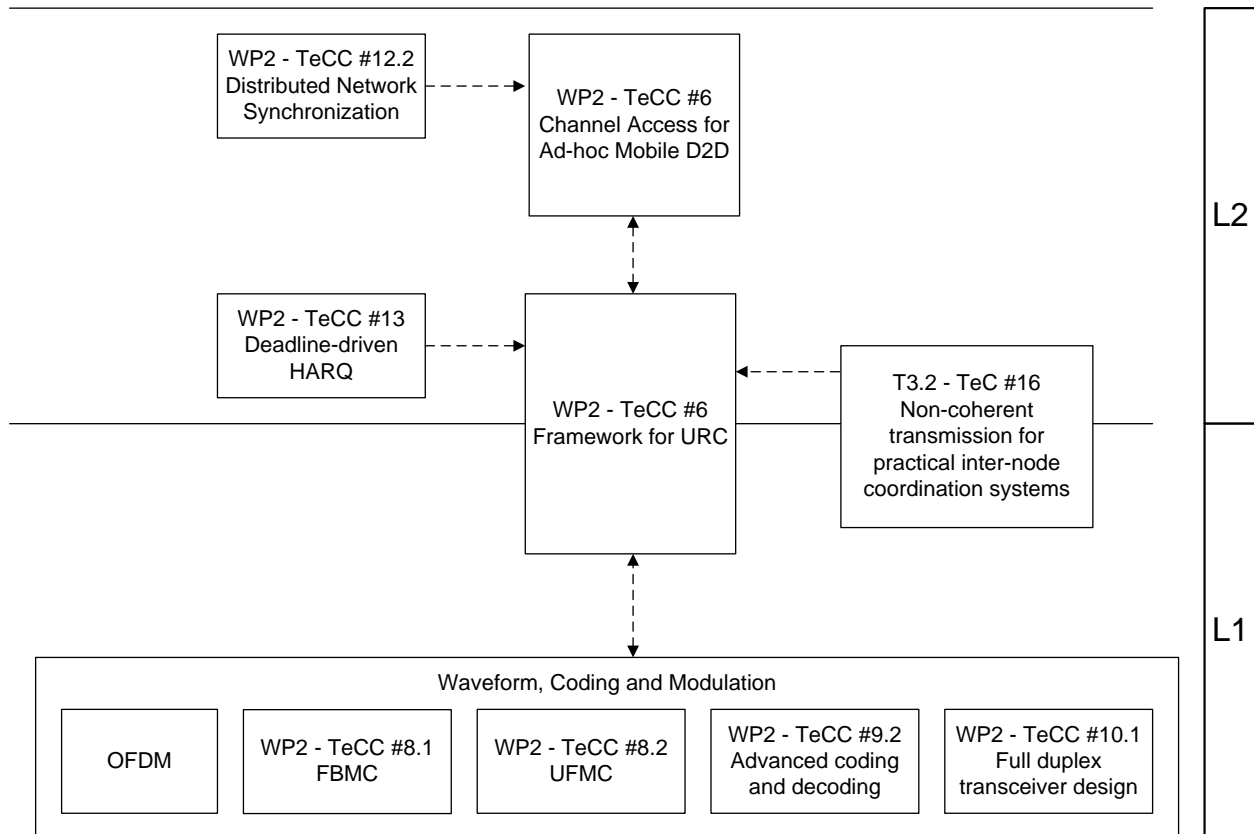 WP2 - TeCC #12.2
Distributed Network
Synchronization
WP2 - TeCC #6
Channel Access for
Ad-hoc Mobile D2D
L2
WP2 - TeCC #13
Deadline-driven
HARQ
WP2 - TeCC #6
Framework for URC
T3.2 - TeC #16
Non-coherent
transmission for
practical inter-node
coordination systems
L1
Waveform, Coding and Modulation
OFDM
WP2 - TeCC #8.1
FBMC
WP2 - TeCC #8.2
UFMC
WP2 - TeCC #9.2
Advanced coding
and decoding
WP2 - TeCC #10.1
Full duplex
transceiver design